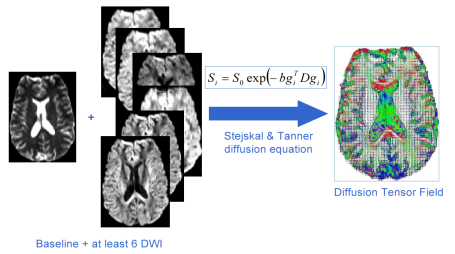 S_i = S_0 exp(-bg_i^T Dg_i)
+
Stejskal & Tanner
diffusion equation
Diffusion Tensor Field
Baseline + at least 6 DWI